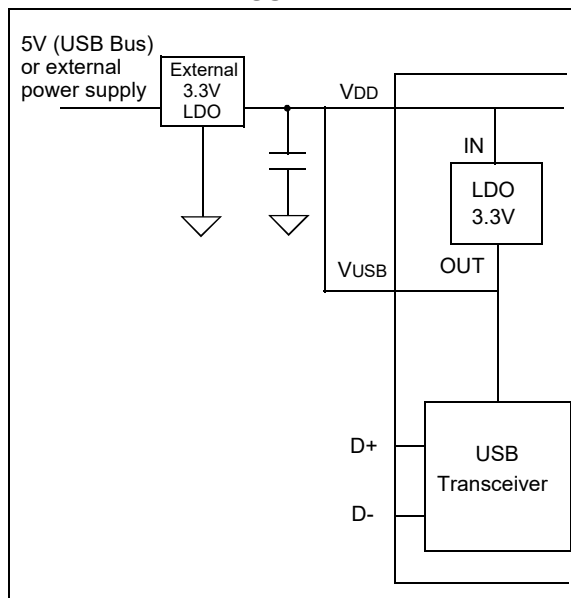 5V (USB Bus)
or external
power supply
External
3.3V
LDO
VDD
IN
LDO
3.3V
VUSB
OUT
D+
USB
Transceiver
D-